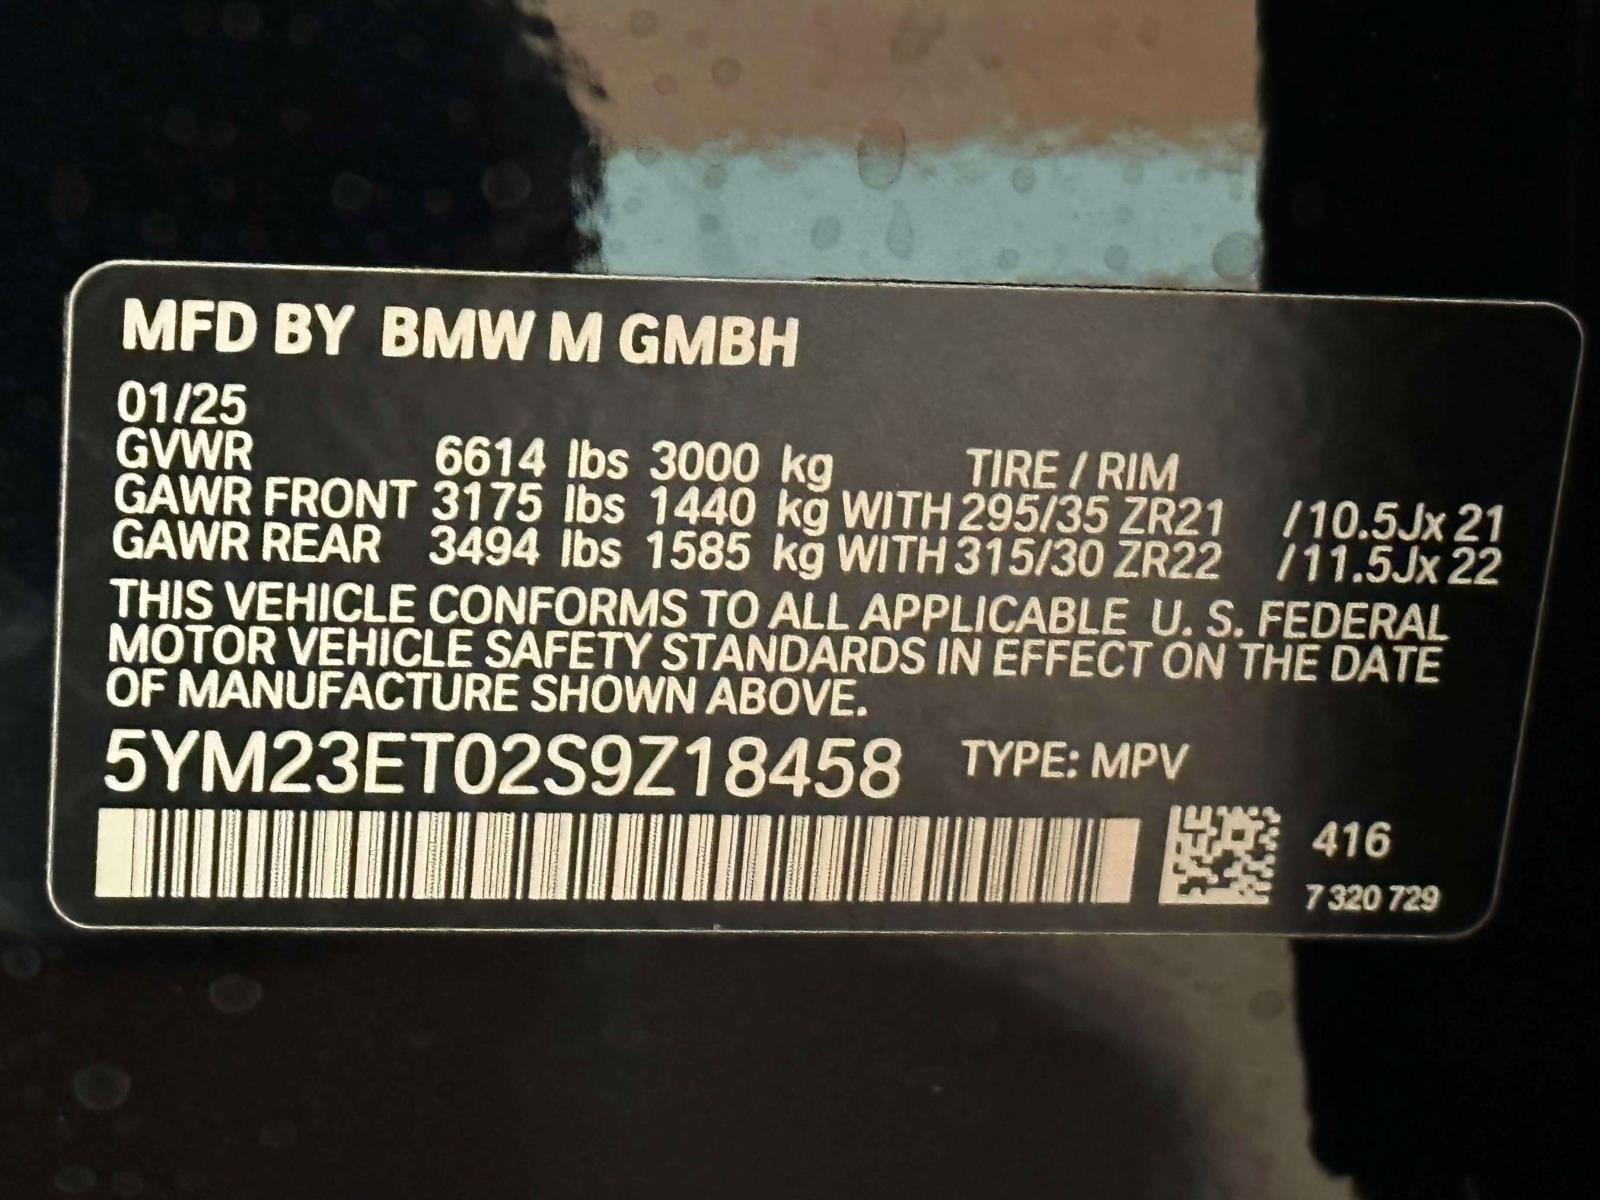 MFD BY BMW M GMBH
01/25
GVWR 6614 lbs 3000 kg TIRE / RIM
GAWR FRONT 3175 lbs 1440 kg WITH 295/35 ZR21 /10.5Jx 21
GAWR REAR 3494 lbs 1585 kg WITH 315/30 ZR22 /11.5Jx 22
THIS VEHICLE CONFORMS TO ALL APPLICABLE U. S. FEDERAL
MOTOR VEHICLE SAFETY STANDARDS IN EFFECT ON THE DATE
OF MANUFACTURE SHOWN ABOVE.
5YM23ET02S9Z18458 TYPE: MPV
416
7 320 729